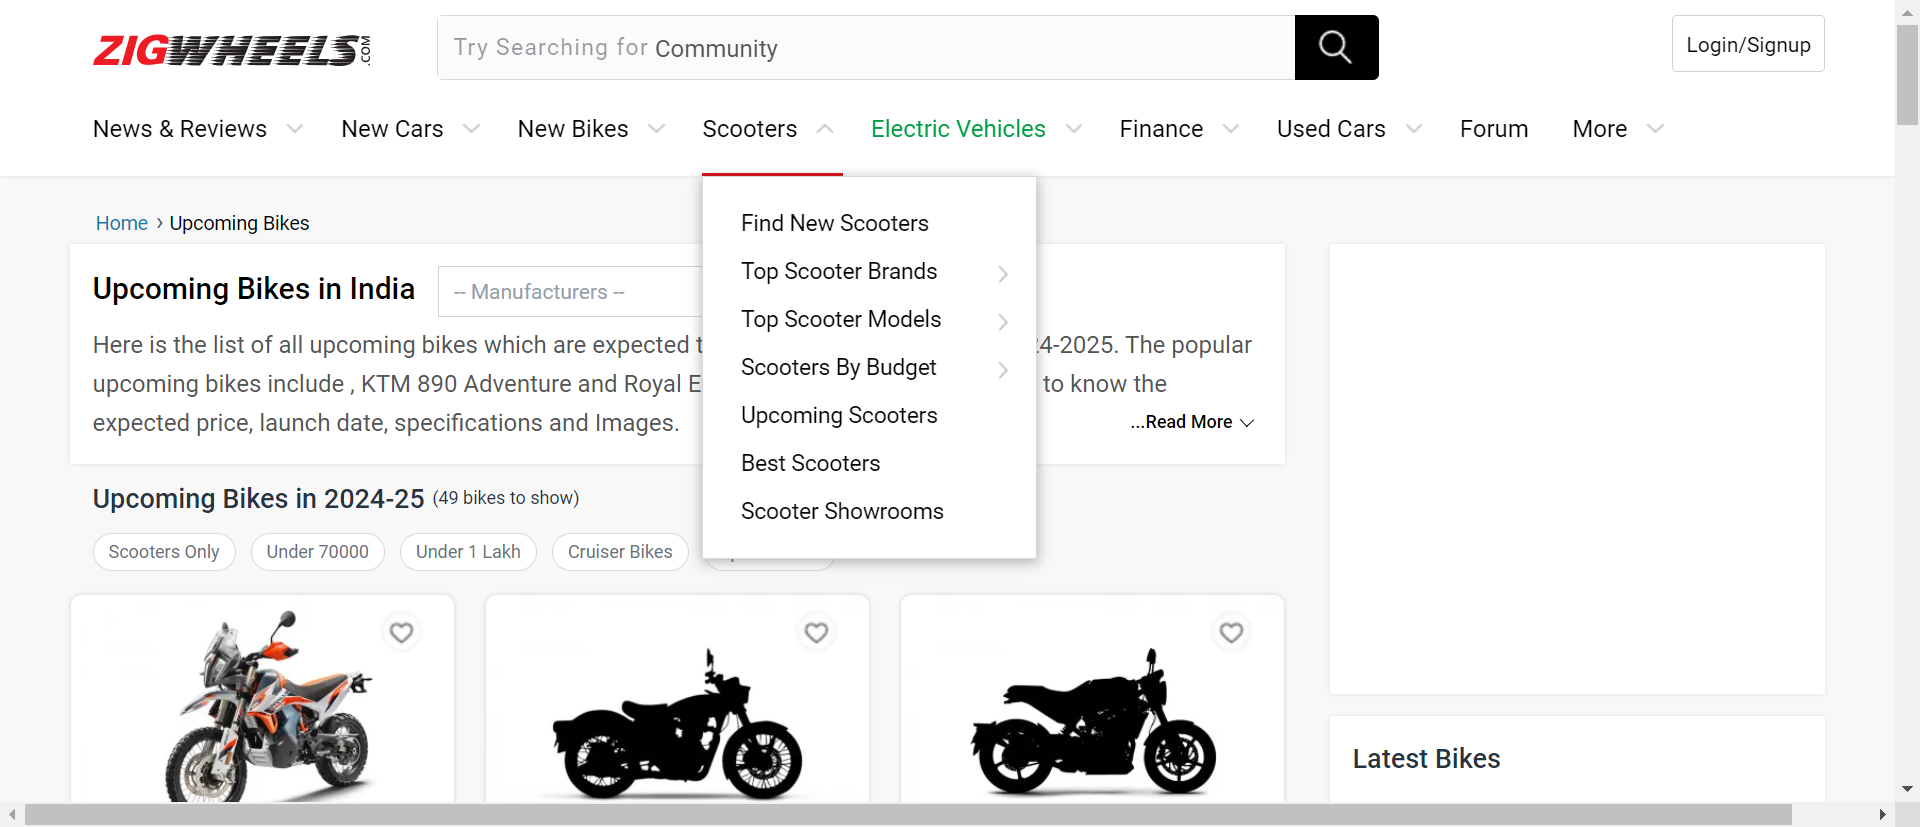 ZIGWHEELS.COM
Try Searching for Community
Login/Signup
News & Reviews
New Cars
New Bikes
Scooters
Electric Vehicles
Finance
Used Cars
Forum
More
Home › Upcoming Bikes
Find New Scooters
Top Scooter Brands
Top Scooter Models
Scooters By Budget
Upcoming Scooters
Best Scooters
Scooter Showrooms
Upcoming Bikes in India
-- Manufacturers --
Here is the list of all upcoming bikes which are expected 24-2025. The popular
upcoming bikes include , KTM 890 Adventure and Royal to know the
expected price, launch date, specifications and Images.
...Read More
Upcoming Bikes in 2024-25 (49 bikes to show)
Scooters Only
Under 70000
Under 1 Lakh
Cruiser Bikes
Latest Bikes